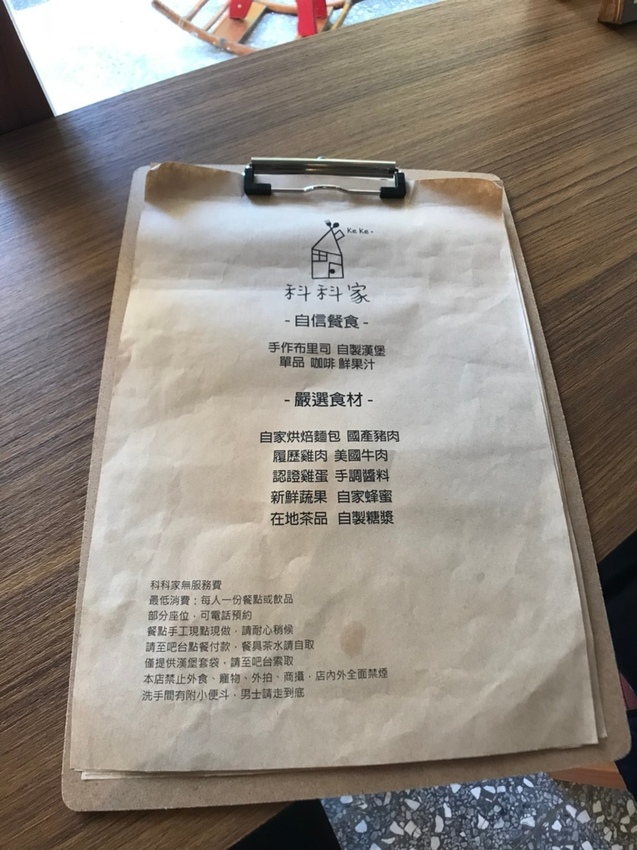 Ke Ke.
科科家
- 自信餐食 -
手作布里司 自製漢堡
單品 咖啡 鮮果汁
- 嚴選食材 -
自家烘焙麵包 國產豬肉
履歷雞肉 美國牛肉
認證雞蛋 手調醬料
新鮮蔬果 自家蜂蜜
在地茶品 自製糖漿
科科家無服務費
最低消費：每人一份餐點或飲品
部分座位，可電話預約
餐點手工現點現做，請耐心稍候
請至吧台點餐付款，餐具茶水請自取
僅提供漢堡套袋，請至吧台索取
本店禁止外食、寵物、外拍、商攝，店內外全面禁煙
洗手間有附小便斗，男士請走到底